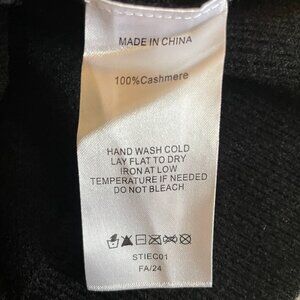 MADE IN CHINA
100%Cashmere
HAND WASH COLD
LAY FLAT TO DRY
IRON AT LOW
TEMPERATURE IF NEEDED
DO NOT BLEACH
STIEC01
FA/24